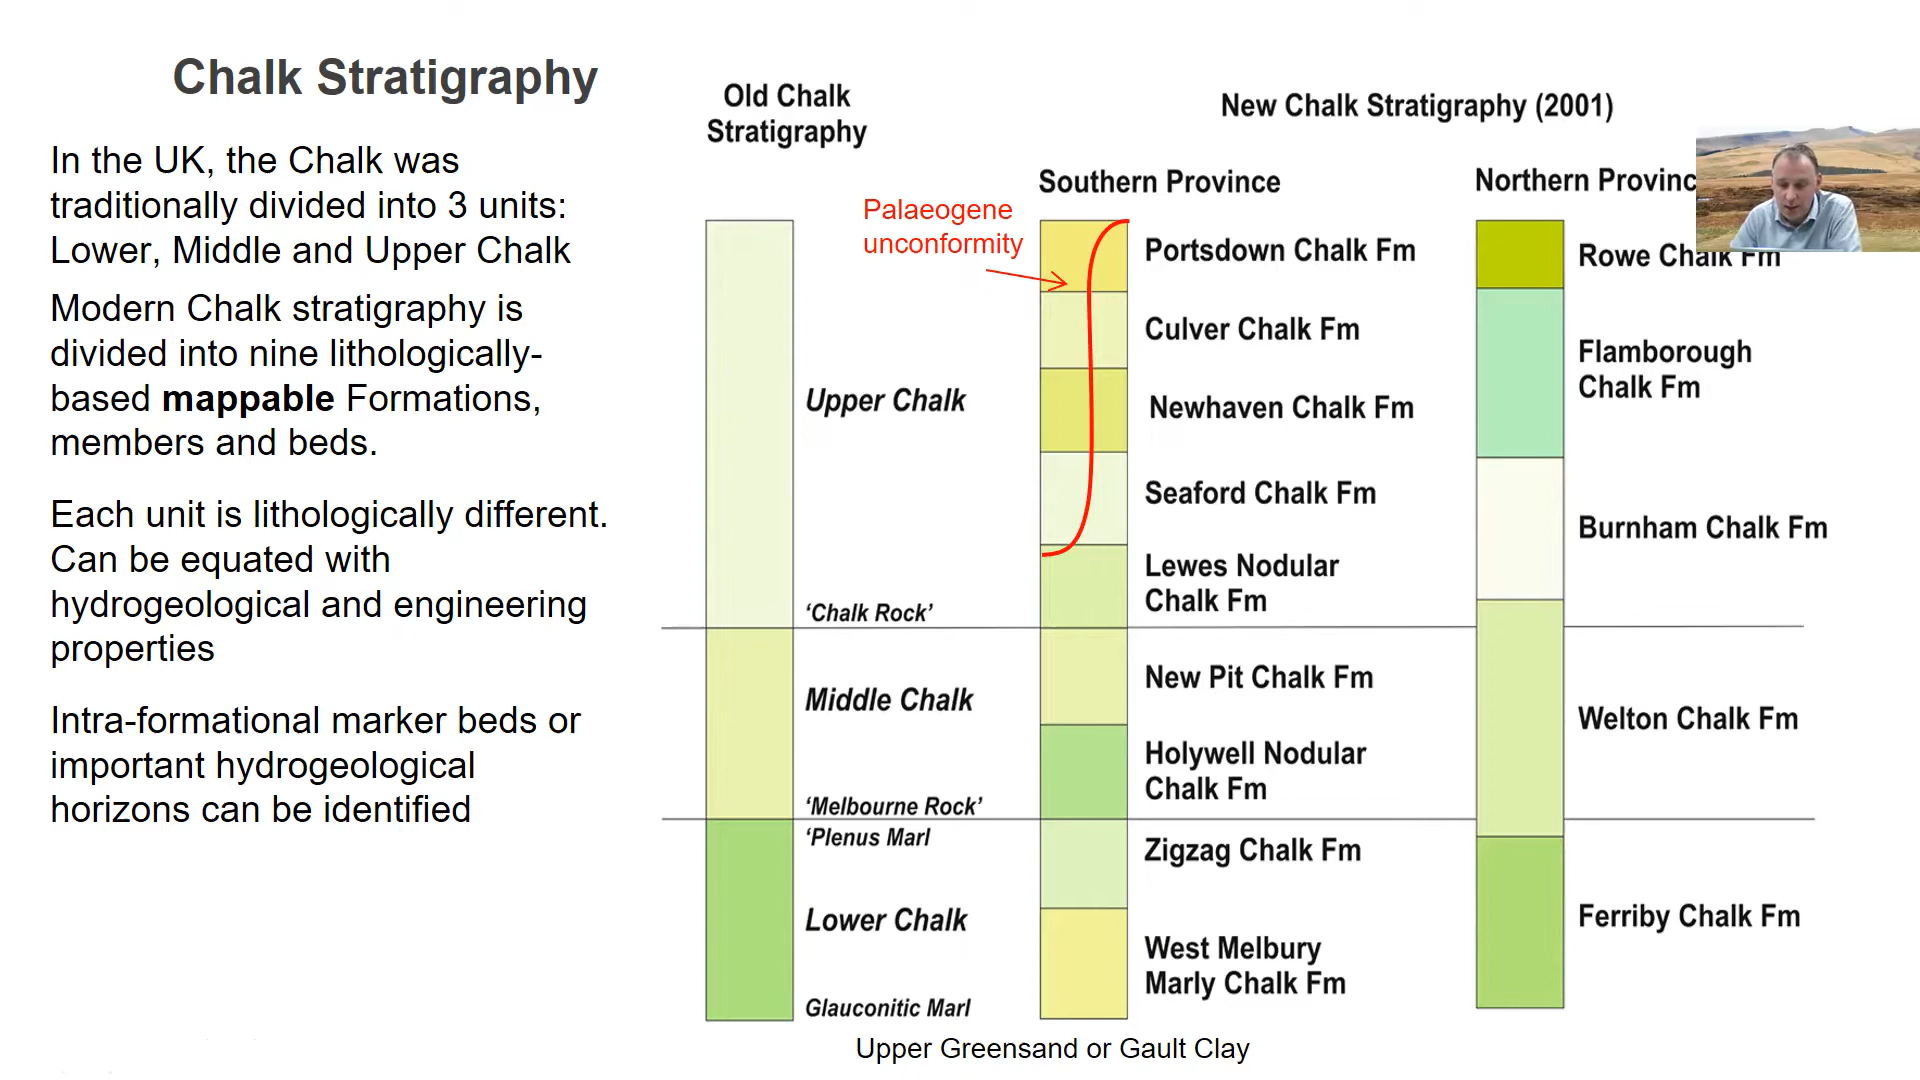 Chalk Stratigraphy
In the UK, the Chalk was
traditionally divided into 3 units:
Lower, Middle and Upper Chalk
Modern Chalk stratigraphy is
divided into nine lithologically-
based mappable Formations,
members and beds.
Each unit is lithologically different.
Can be equated with
hydrogeological and engineering
properties
Intra-formational marker beds or
important hydrogeological
horizons can be identified
Old Chalk
Stratigraphy
Upper Chalk
'Chalk Rock'
Middle Chalk
'Melbourne Rock'
'Plenus Marl
Lower Chalk
Glauconitic Marl
New Chalk Stratigraphy (2001)
Southern Province
Palaeogene
unconformity
Portsdown Chalk Fm
Culver Chalk Fm
Newhaven Chalk Fm
Seaford Chalk Fm
Lewes Nodular
Chalk Fm
New Pit Chalk Fm
Holywell Nodular
Chalk Fm
Zigzag Chalk Fm
West Melbury
Marly Chalk Fm
Northern Provinc
Rowe Chalk Fm
Flamborough
Chalk Fm
Burnham Chalk Fm
Welton Chalk Fm
Ferriby Chalk Fm
Upper Greensand or Gault Clay